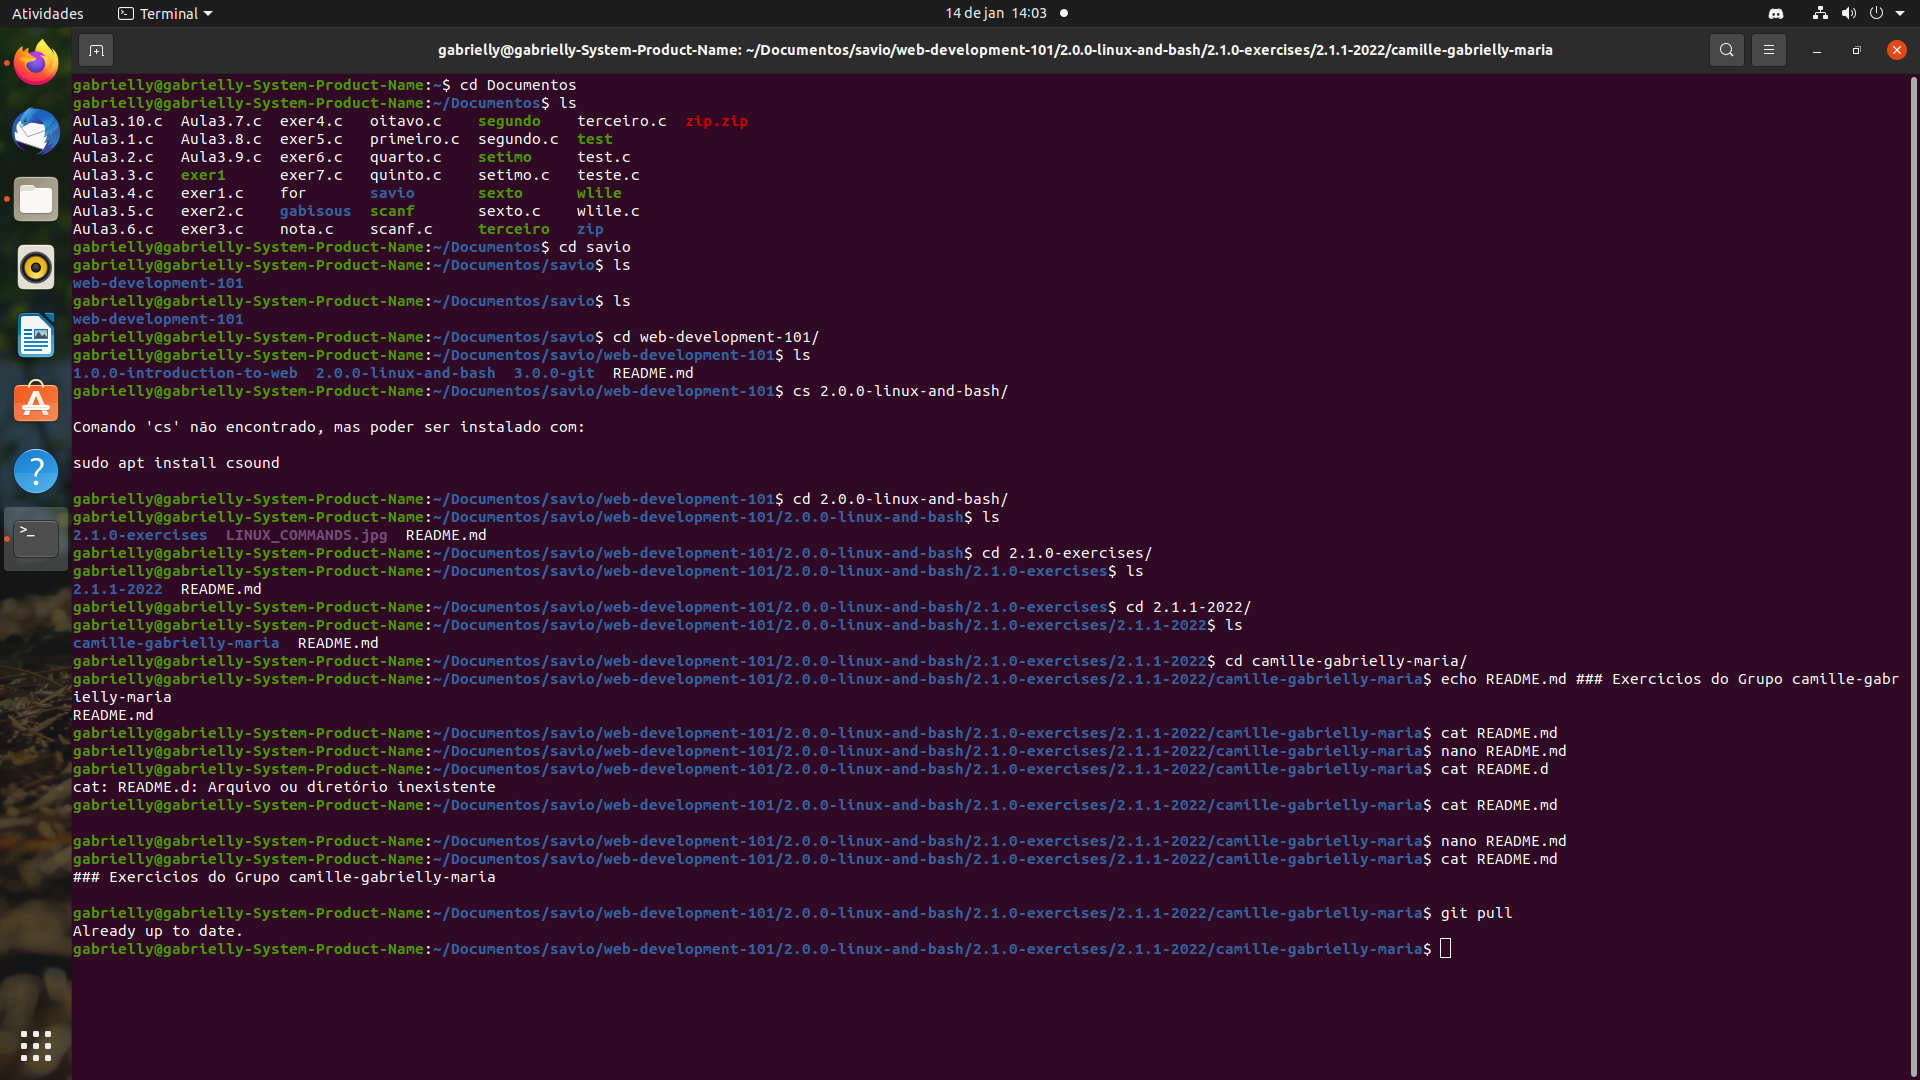 Atividades Terminal 14 de jan 14:03
gabrielly@gabrielly-System-Product-Name: ~/Documentos/savio/web-development-101/2.0.0-linux-and-bash/2.1.0-exercises/2.1.1-2022/camille-gabrielly-maria
gabrielly@gabrielly-System-Product-Name:~$ cd Documentos
gabrielly@gabrielly-System-Product-Name:~/Documentos$ ls
Aula3.10.c  Aula3.7.c  exer4.c   oitavo.c    segundo    terceiro.c  zip.zip
Aula3.1.c   Aula3.8.c  exer5.c   primeiro.c  segundo.c  test
Aula3.2.c   Aula3.9.c  exer6.c   quarto.c    setimo     test.c
Aula3.3.c   exer1      exer7.c   quinto.c    setimo.c   teste.c
Aula3.4.c   exer1.c    for       savio       sexto      wlile
Aula3.5.c   exer2.c    gabisous  scanf       sexto.c    wlile.c
Aula3.6.c   exer3.c    nota.c    scanf.c     terceiro   zip
gabrielly@gabrielly-System-Product-Name:~/Documentos$ cd savio
gabrielly@gabrielly-System-Product-Name:~/Documentos/savio$ ls
web-development-101
gabrielly@gabrielly-System-Product-Name:~/Documentos/savio$ ls
web-development-101
gabrielly@gabrielly-System-Product-Name:~/Documentos/savio$ cd web-development-101/
gabrielly@gabrielly-System-Product-Name:~/Documentos/savio/web-development-101$ ls
1.0.0-introduction-to-web  2.0.0-linux-and-bash  3.0.0-git  README.md
gabrielly@gabrielly-System-Product-Name:~/Documentos/savio/web-development-101$ cs 2.0.0-linux-and-bash/
Comando 'cs' não encontrado, mas poder ser instalado com:
sudo apt install csound
gabrielly@gabrielly-System-Product-Name:~/Documentos/savio/web-development-101$ cd 2.0.0-linux-and-bash/
gabrielly@gabrielly-System-Product-Name:~/Documentos/savio/web-development-101/2.0.0-linux-and-bash$ ls
2.1.0-exercises  LINUX_COMMANDS.jpg  README.md
gabrielly@gabrielly-System-Product-Name:~/Documentos/savio/web-development-101/2.0.0-linux-and-bash$ cd 2.1.0-exercises/
gabrielly@gabrielly-System-Product-Name:~/Documentos/savio/web-development-101/2.0.0-linux-and-bash/2.1.0-exercises$ ls
2.1.1-2022  README.md
gabrielly@gabrielly-System-Product-Name:~/Documentos/savio/web-development-101/2.0.0-linux-and-bash/2.1.0-exercises$ cd 2.1.1-2022/
gabrielly@gabrielly-System-Product-Name:~/Documentos/savio/web-development-101/2.0.0-linux-and-bash/2.1.0-exercises/2.1.1-2022$ ls
camille-gabrielly-maria  README.md
gabrielly@gabrielly-System-Product-Name:~/Documentos/savio/web-development-101/2.0.0-linux-and-bash/2.1.0-exercises/2.1.1-2022$ cd camille-gabrielly-maria/
gabrielly@gabrielly-System-Product-Name:~/Documentos/savio/web-development-101/2.0.0-linux-and-bash/2.1.0-exercises/2.1.1-2022/camille-gabrielly-maria$ echo README.md ### Exercicios do Grupo camille-gabr
ielly-maria
README.md
gabrielly@gabrielly-System-Product-Name:~/Documentos/savio/web-development-101/2.0.0-linux-and-bash/2.1.0-exercises/2.1.1-2022/camille-gabrielly-maria$ cat README.md
gabrielly@gabrielly-System-Product-Name:~/Documentos/savio/web-development-101/2.0.0-linux-and-bash/2.1.0-exercises/2.1.1-2022/camille-gabrielly-maria$ nano README.md
gabrielly@gabrielly-System-Product-Name:~/Documentos/savio/web-development-101/2.0.0-linux-and-bash/2.1.0-exercises/2.1.1-2022/camille-gabrielly-maria$ cat README.d
cat: README.d: Arquivo ou diretório inexistente
gabrielly@gabrielly-System-Product-Name:~/Documentos/savio/web-development-101/2.0.0-linux-and-bash/2.1.0-exercises/2.1.1-2022/camille-gabrielly-maria$ cat README.md
gabrielly@gabrielly-System-Product-Name:~/Documentos/savio/web-development-101/2.0.0-linux-and-bash/2.1.0-exercises/2.1.1-2022/camille-gabrielly-maria$ nano README.md
gabrielly@gabrielly-System-Product-Name:~/Documentos/savio/web-development-101/2.0.0-linux-and-bash/2.1.0-exercises/2.1.1-2022/camille-gabrielly-maria$ cat README.md
### Exercicios do Grupo camille-gabrielly-maria
gabrielly@gabrielly-System-Product-Name:~/Documentos/savio/web-development-101/2.0.0-linux-and-bash/2.1.0-exercises/2.1.1-2022/camille-gabrielly-maria$ git pull
Already up to date.
gabrielly@gabrielly-System-Product-Name:~/Documentos/savio/web-development-101/2.0.0-linux-and-bash/2.1.0-exercises/2.1.1-2022/camille-gabrielly-maria$